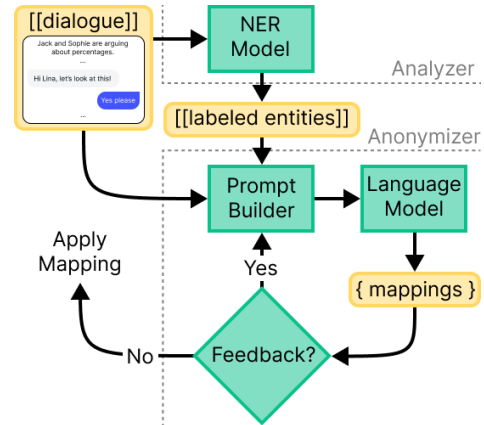 [[dialogue]]
Jack and Sophie are arguing
about percentages.
...
Hi Lina, let's look at this!
Yes please
...
NER
Model
Analyzer
[[labeled entities]]
Anonymizer
Prompt
Builder
Language
Model
Apply
Mapping
Yes
{ mappings }
Feedback?
No